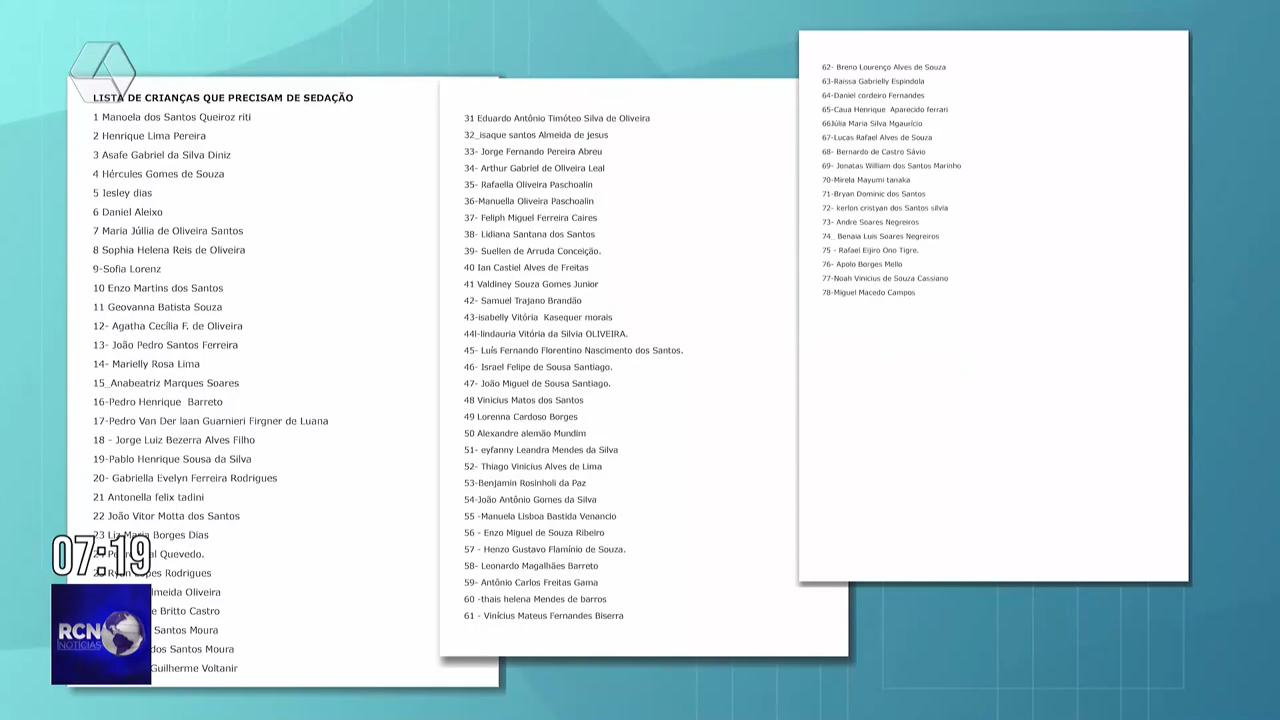 LISTA DE CRIANÇAS QUE PRECISAM DE SEDAÇÃO
1 Manoela dos Santos Queiroz riti
2 Henrique Lima Pereira
3 Asafe Gabriel da Silva Diniz
4 Hércules Gomes de Souza
5 Iesley dias
6 Daniel Aleixo
7 Maria Júllia de Oliveira Santos
8 Sophia Helena Reis de Oliveira
9-Sofia Lorenz
10 Enzo Martins dos Santos
11 Geovanna Batista Souza
12- Agatha Cecília F. de Oliveira
13- João Pedro Santos Ferreira
14- Marielly Rosa Lima
15_Anabeatriz Marques Soares
16-Pedro Henrique  Barreto
17-Pedro Van Der laan Guarnieri Firgner de Luana
18 - Jorge Luiz Bezerra Alves Filho
19-Pablo Henrique Sousa da Silva
20- Gabriella Evelyn Ferreira Rodrigues
21 Antonella felix tadini
22 João Vitor Motta dos Santos
23 Liz Maria Borges Dias
Quevedo.
Rodrigues
Oliveira
Britto Castro
Santos Moura
dos Santos Moura
Guilherme Voltanir
31 Eduardo Antônio Timóteo Silva de Oliveira
32_isaque santos Almeida de jesus
33- Jorge Fernando Pereira Abreu
34- Arthur Gabriel de Olíveira Leal
35- Rafaella Oliveira Paschoalin
36-Manuella Oliveira Paschoalin
37- Feliph Miguel Ferreira Caires
38- Lidiana Santana dos Santos
39- Suellen de Arruda Conceição.
40 Ian Castiel Alves de Freitas
41 Valdiney Souza Gomes Junior
42- Samuel Trajano Brandão
43-isabelly Vitória  Kasequer morais
44l-lindauria Vitória da Silvia OLIVEIRA.
45- Luís Fernando Florentino Nascimento dos Santos.
46- Israel Felipe de Sousa Santiago.
47- João Miguel de Sousa Santiago.
48 Vinicius Matos dos Santos
49 Lorenna Cardoso Borges
50 Alexandre alemão Mundim
51- eyfanny Leandra Mendes da Silva
52- Thiago Vinicius Alves de Lima
53-Benjamin Rosinholi da Paz
54-João Antônio Gomes da Silva
55 -Manuela Lisboa Bastida Venancio
56 - Enzo Miguel de Souza Ribeiro
57 - Henzo Gustavo Flamínio de Souza.
58- Leonardo Magalhães Barreto
59- Antônio Carlos Freitas Gama
60 -thais helena Mendes de barros
61 - Vinícius Mateus Fernandes Biserra
62- Breno Lourenço Alves de Souza
63-Raissa Gabrielly Espindola
64-Daniel cordeiro Fernandes
65-Caua Henrique  Aparecido ferrari
66Júlia Maria Silva Mgaurício
67-Lucas Rafael Alves de Souza
68- Bernardo de Castro Sávio
69- Jonatas William dos Santos Marinho
70-Mirela Mayumi tanaka
71-Bryan Dominic dos Santos
72- kerlon cristyan dos Santos silvia
73- Andre Soares Negreiros
74_ Benaia Luis Soares Negreiros
75 - Rafael Eijiro Ono Tigre.
76- Apolo Borges Mello
77-Noah Vinicius de Souza Cassiano
78-Miguel Macedo Campos
07:19
RCN
NOTÍCIAS